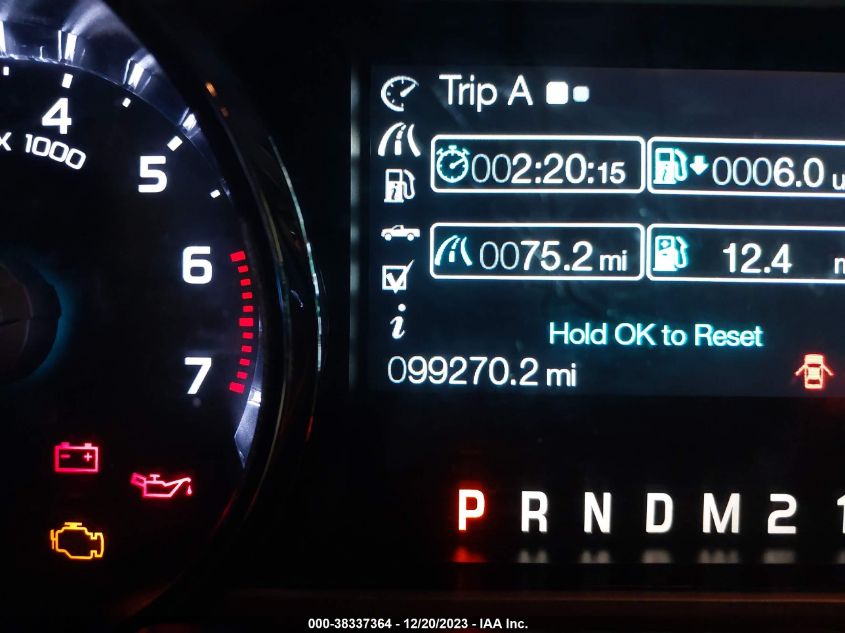 4
X 1000
5
6
7
Trip A
002:20:15
0006.0
0075.2 mi
12.4
Hold OK to Reset
099270.2 mi
P R N D M 2 1
000-38337364 - 12/20/2023 - IAA Inc.